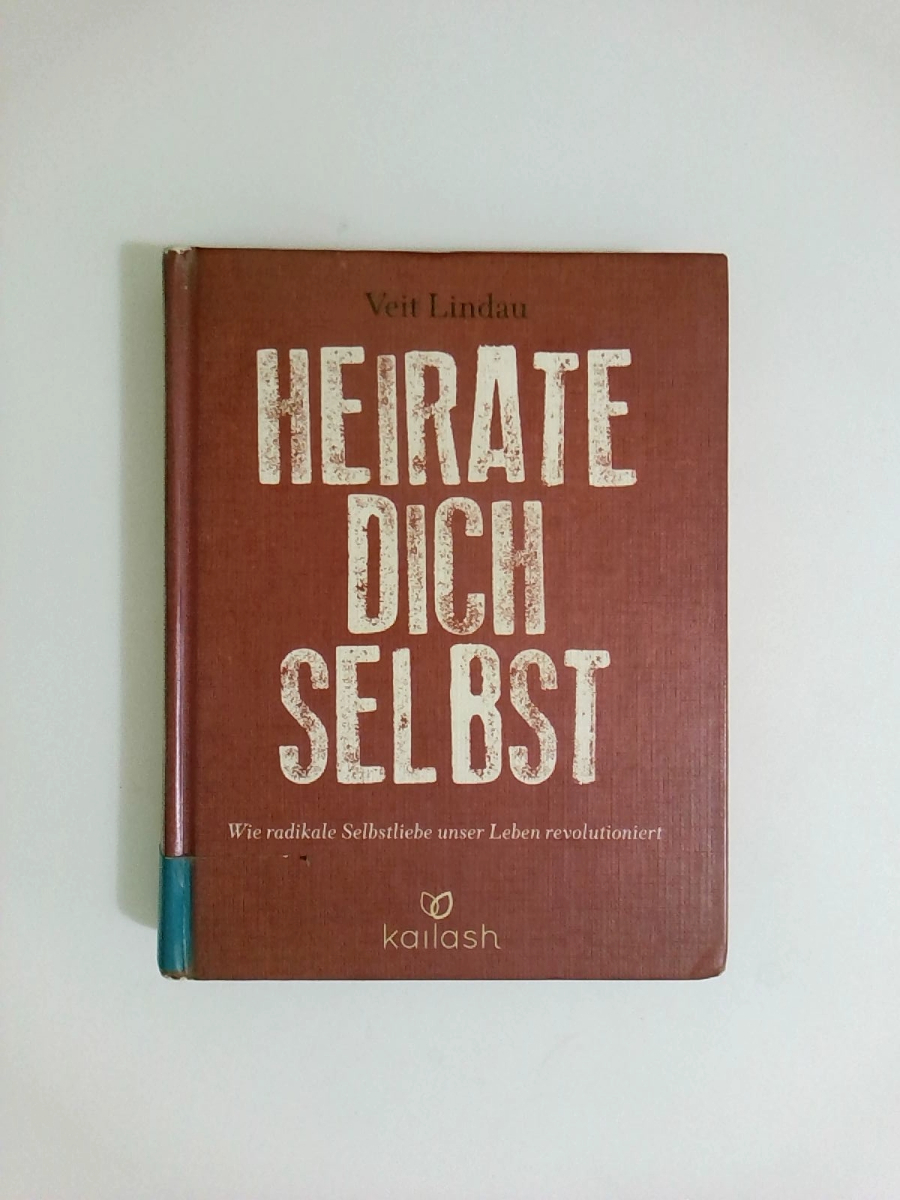 Veit Lindau
HEIRATE
DICH
SELBST
Wie radikale Selbstliebe unser Leben revolutioniert
kailash